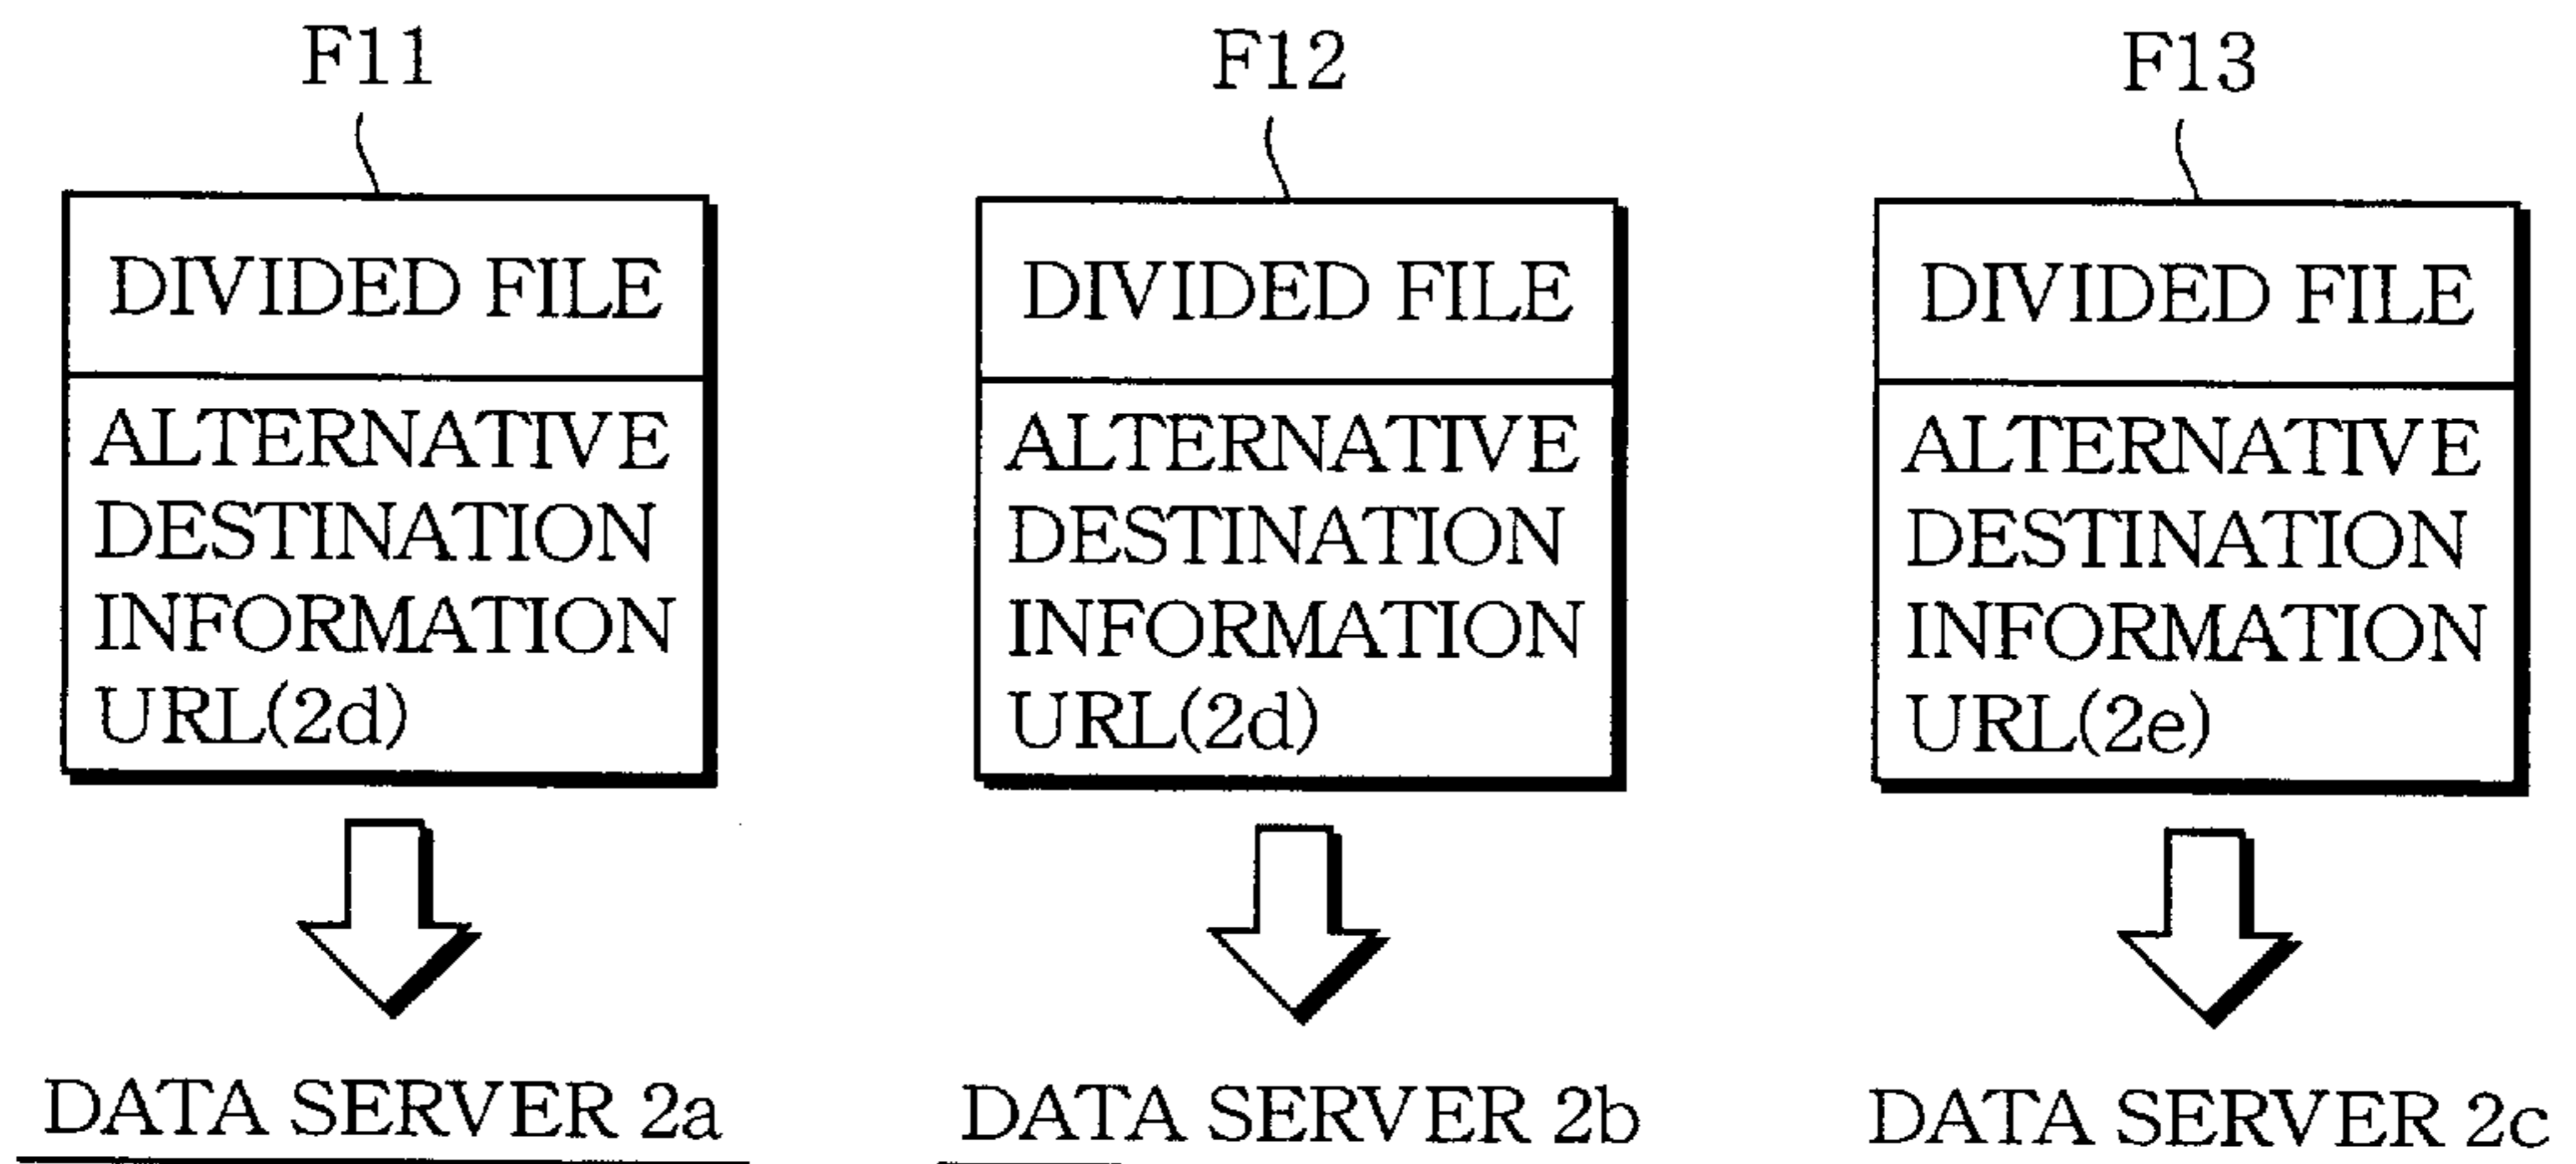 F11
DIVIDED FILE
ALTERNATIVE
DESTINATION
INFORMATION
URL(2d)
DATA SERVER 2a
F12
DIVIDED FILE
ALTERNATIVE
DESTINATION
INFORMATION
URL(2d)
DATA SERVER 2b
F13
DIVIDED FILE
ALTERNATIVE
DESTINATION
INFORMATION
URL(2e)
DATA SERVER 2c